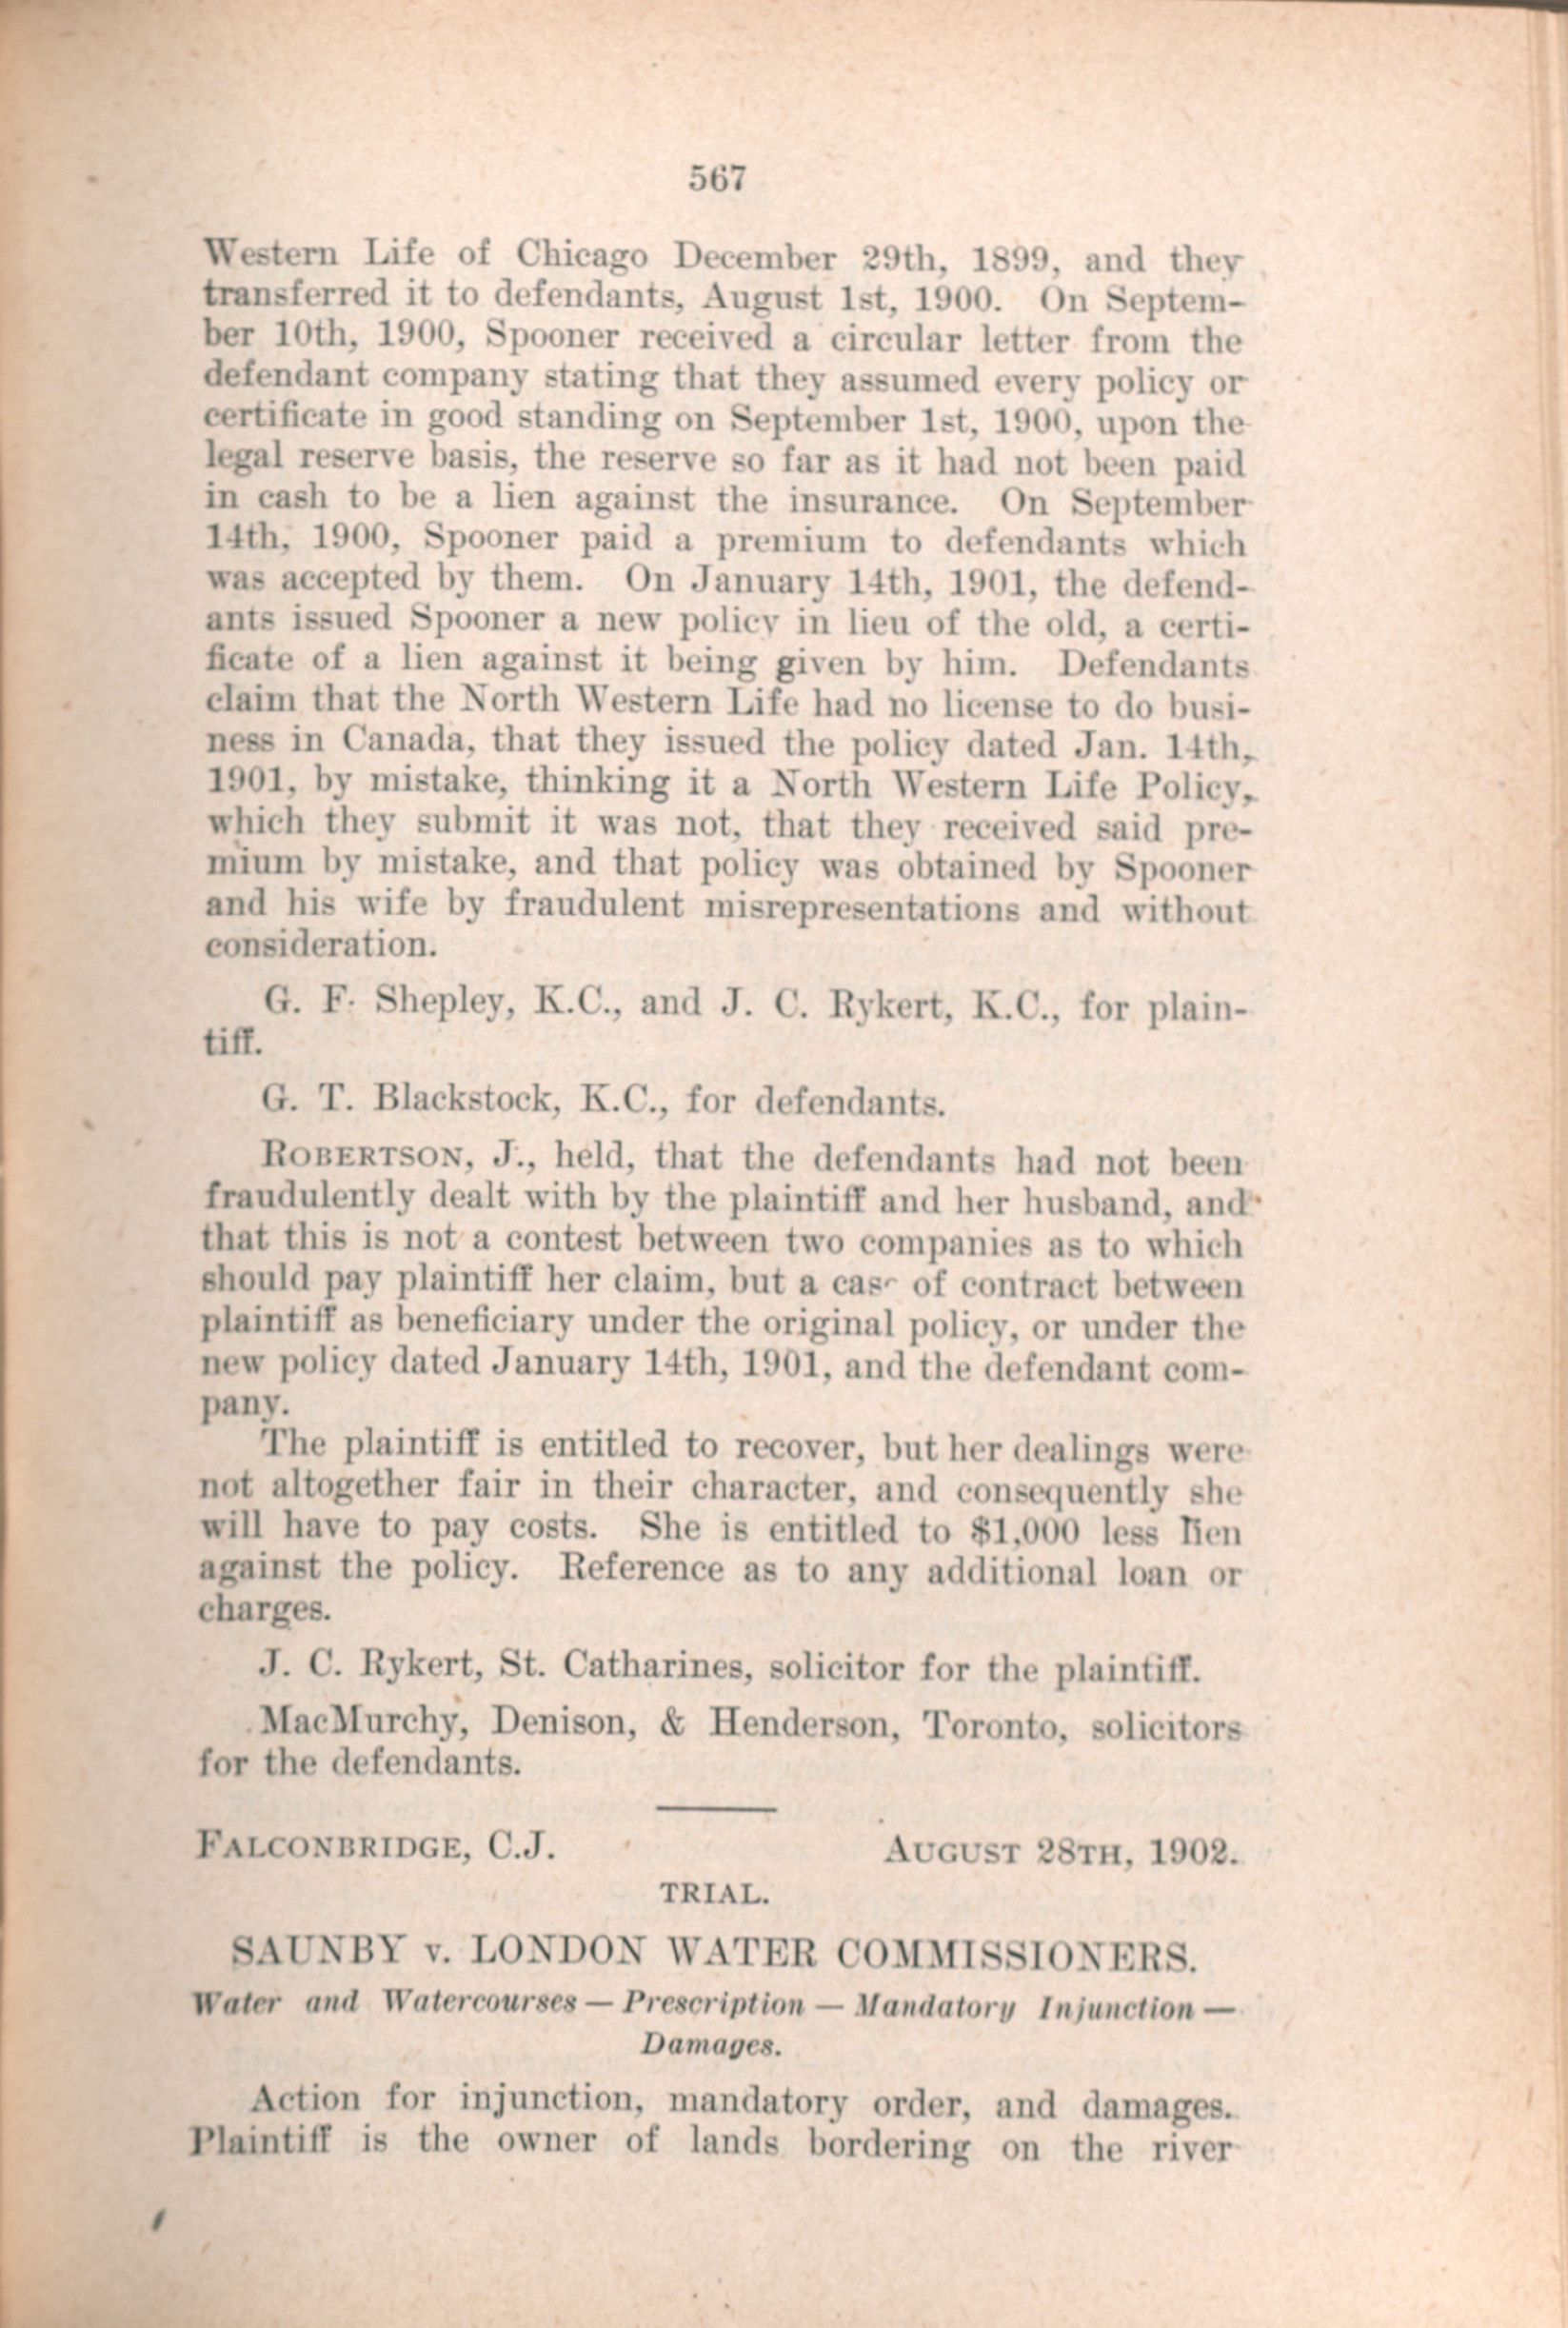 567
Western Life of Chicago December 29th, 1899, and they
transferred it to defendants, August 1st, 1900. On Septem-
ber 10th, 1900, Spooner received a circular letter from the
defendant company stating that they assumed every policy or
certificate in good standing on September 1st, 1900, upon the
legal reserve basis, the reserve so far as it had not been paid
in cash to be a lien against the insurance. On September
14th, 1900, Spooner paid a premium to defendants which
was accepted by them. On January 14th, 1901, the defend-
ants issued Spooner a new policy in lieu of the old, a certi-
ficate of a lien against it being given by him. Defendants
claim that the North Western Life had no license to do busi-
ness in Canada, that they issued the policy dated Jan. 14th,
1901, by mistake, thinking it a North Western Life Policy,
which they submit it was not, that they received said pre-
mium by mistake, and that policy was obtained by Spooner
and his wife by fraudulent misrepresentations and without
consideration.
G. F. Shepley, K.C., and J. C. Rykert, K.C., for plain-
tiff.
G. T. Blackstock, K.C., for defendants.
ROBERTSON, J., held, that the defendants had not been
fraudulently dealt with by the plaintiff and her husband, and
that this is not a contest between two companies as to which
should pay plaintiff her claim, but a case of contract between
plaintiff as beneficiary under the original policy, or under the
new policy dated January 14th, 1901, and the defendant com-
pany.
The plaintiff is entitled to recover, but her dealings were
not altogether fair in their character, and consequently she
will have to pay costs. She is entitled to $1,000 less lien
against the policy. Reference as to any additional loan or
charges.
J. C. Rykert, St. Catharines, solicitor for the plaintiff.
MacMurchy, Denison, & Henderson, Toronto, solicitors
for the defendants.
FALCONBRIDGE, C.J. AUGUST 28TH, 1902.
TRIAL.
SAUNBY v. LONDON WATER COMMISSIONERS.
Water and Watercourses — Prescription — Mandatory Injunction —
Damages.
Action for injunction, mandatory order, and damages.
Plaintiff is the owner of lands bordering on the river